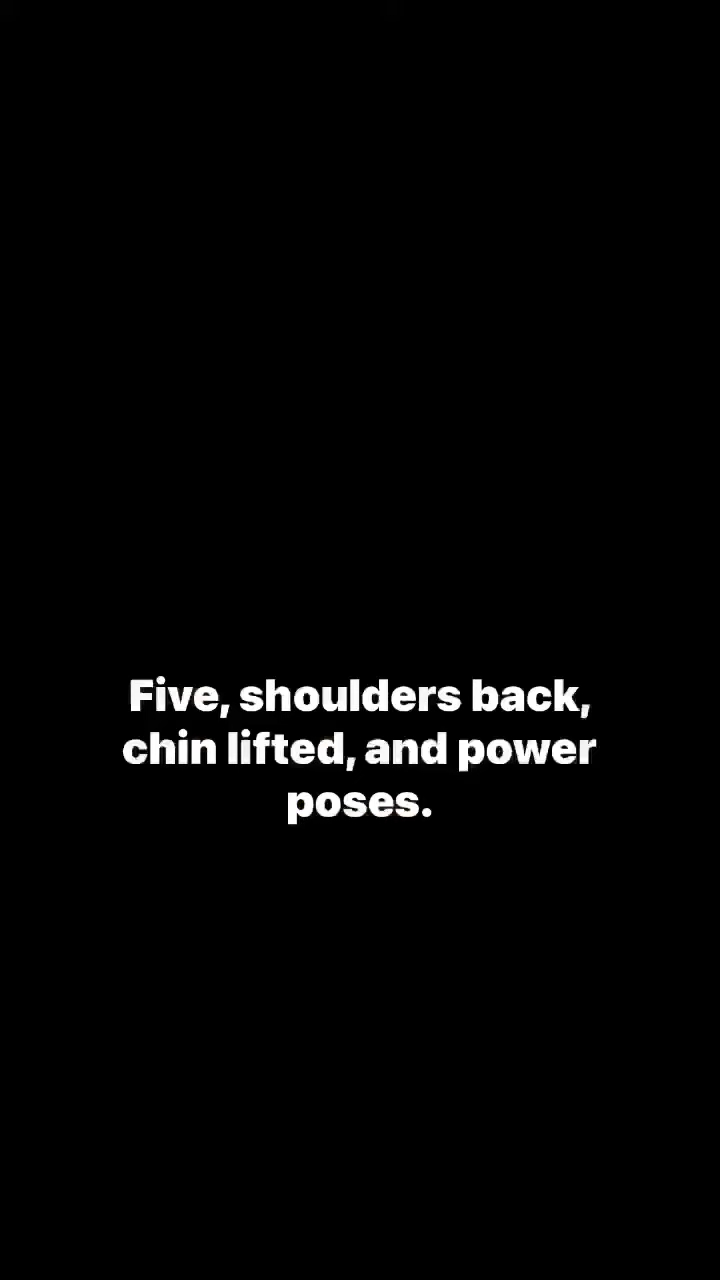 Five, shoulders back,
chin lifted, and power
poses.